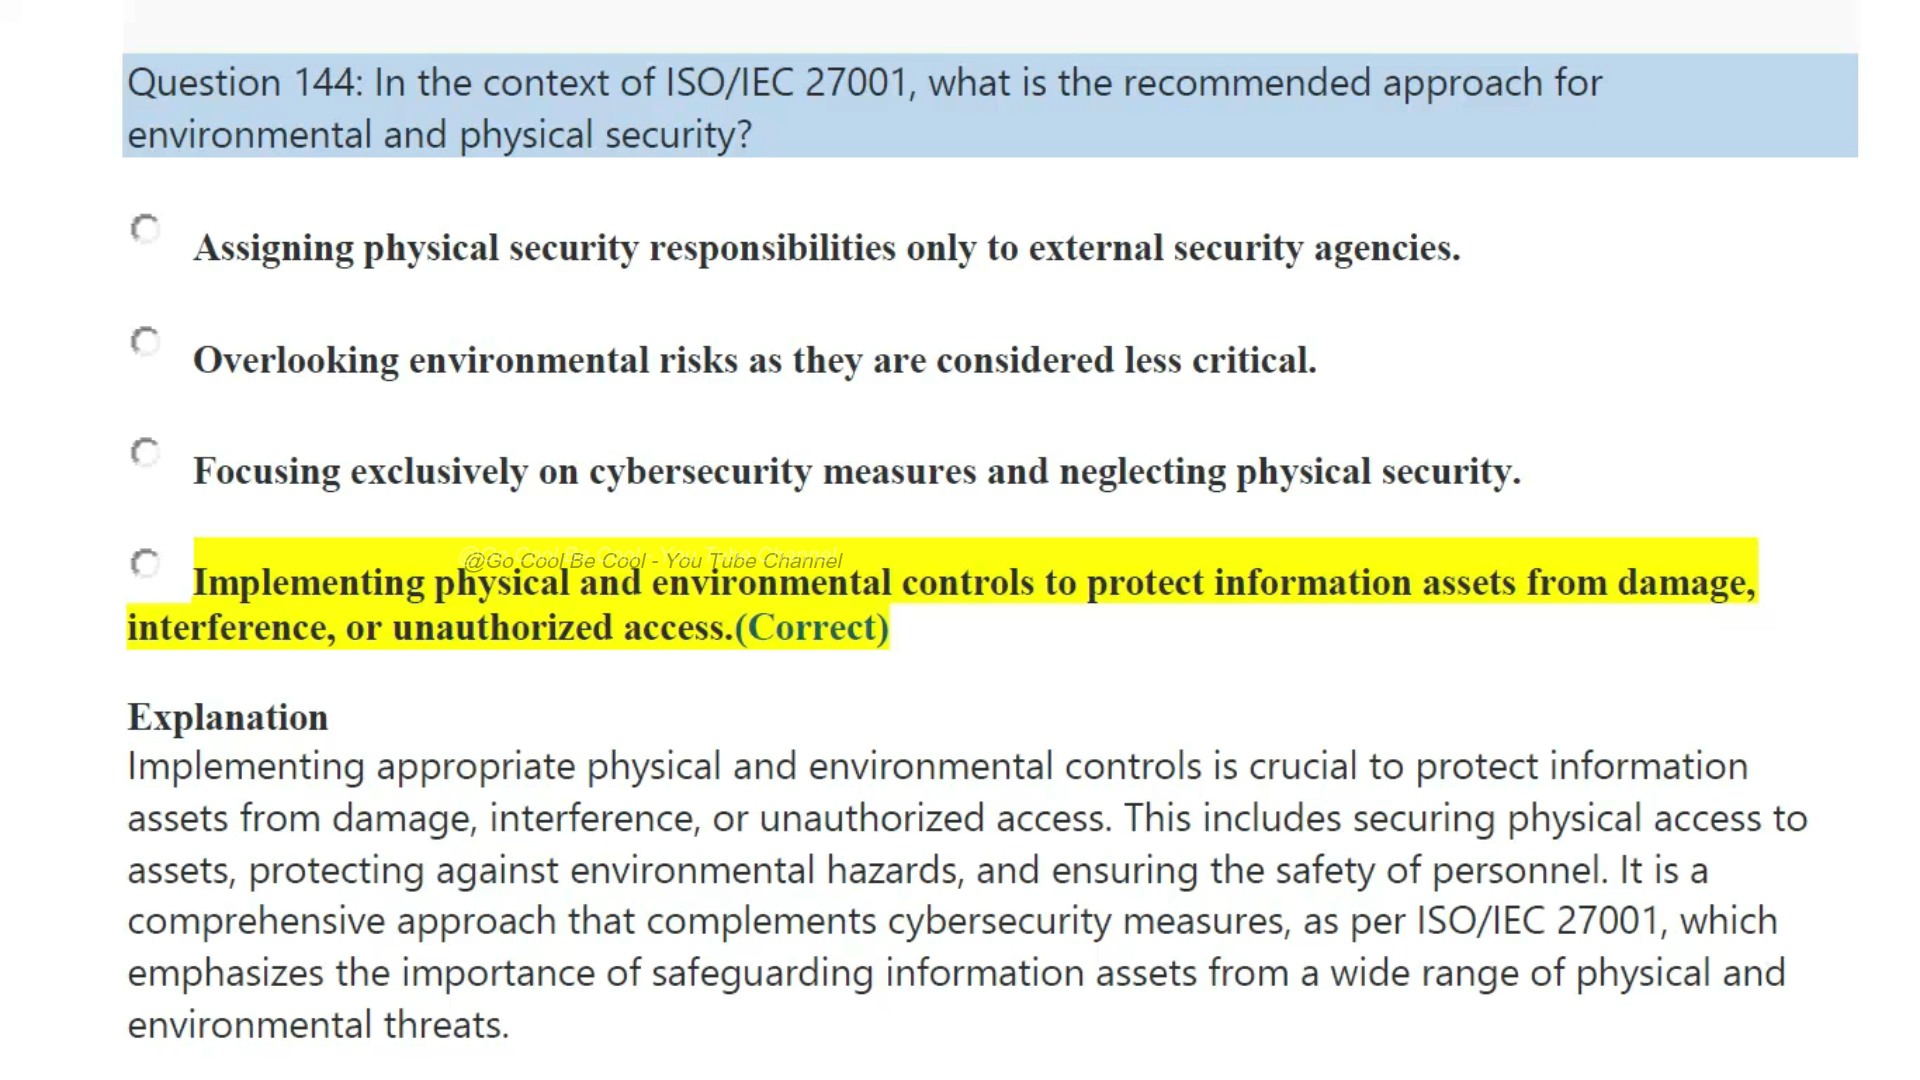 Question 144: In the context of ISO/IEC 27001, what is the recommended approach for
environmental and physical security?
Assigning physical security responsibilities only to external security agencies.
Overlooking environmental risks as they are considered less critical.
Focusing exclusively on cybersecurity measures and neglecting physical security.
@Go Cool Be Cool - You Tube Channel
Implementing physical and environmental controls to protect information assets from damage,
interference, or unauthorized access.(Correct)
Explanation
Implementing appropriate physical and environmental controls is crucial to protect information
assets from damage, interference, or unauthorized access. This includes securing physical access to
assets, protecting against environmental hazards, and ensuring the safety of personnel. It is a
comprehensive approach that complements cybersecurity measures, as per ISO/IEC 27001, which
emphasizes the importance of safeguarding information assets from a wide range of physical and
environmental threats.